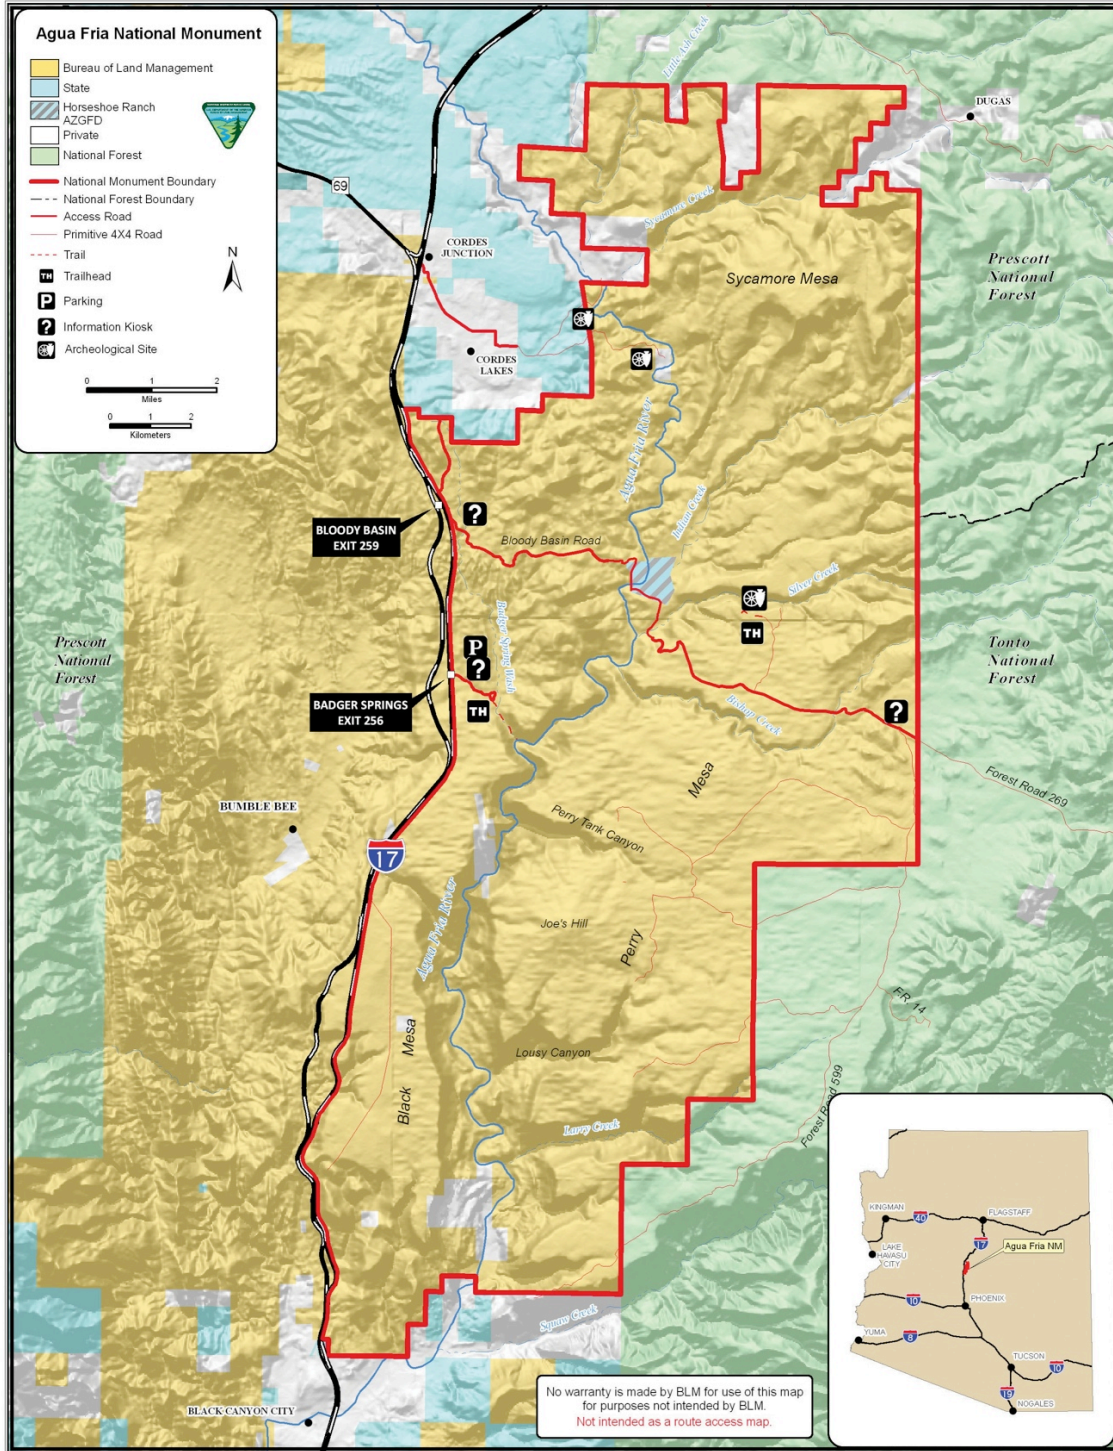 Agua Fria National Monument
Bureau of Land Management
State
Horseshoe Ranch
AZGFD
Private
National Forest
National Monument Boundary
National Forest Boundary
Access Road
Primitive 4X4 Road
Trail
TH Trailhead
P Parking
? Information Kiosk
Archeological Site
N
0 1 2
Miles
0 1 2
Kilometers
Little Ash Creek
DUGAS
69
CORDES
JUNCTION
Sycamore Creek
Sycamore Mesa
Prescott
National
Forest
CORDES
LAKES
Agua Fria River
Indian Creek
BLOODY BASIN
EXIT 259
?
Bloody Basin Road
Silver Creek
Badger Spring Wash
TH
Prescott
National
Forest
Tonto
National
Forest
P
?
BADGER SPRINGS
EXIT 256
TH
Bishop Creek
?
Forest Road 269
Mesa
BUMBLE BEE
Perry Tank Canyon
17
Agua Fria River
Joe's Hill
Perry
F.R. 14
Black Mesa
Lousy Canyon
Forest Road 599
Larry Creek
Squaw Creek
BLACK CANYON CITY
No warranty is made by BLM for use of this map
for purposes not intended by BLM.
Not intended as a route access map.
KINGMAN
40
FLAGSTAFF
17
LAKE
HAVASU
CITY
Agua Fria NM
10
PHOENIX
YUMA
8
TUCSON
10
19
NOGALES